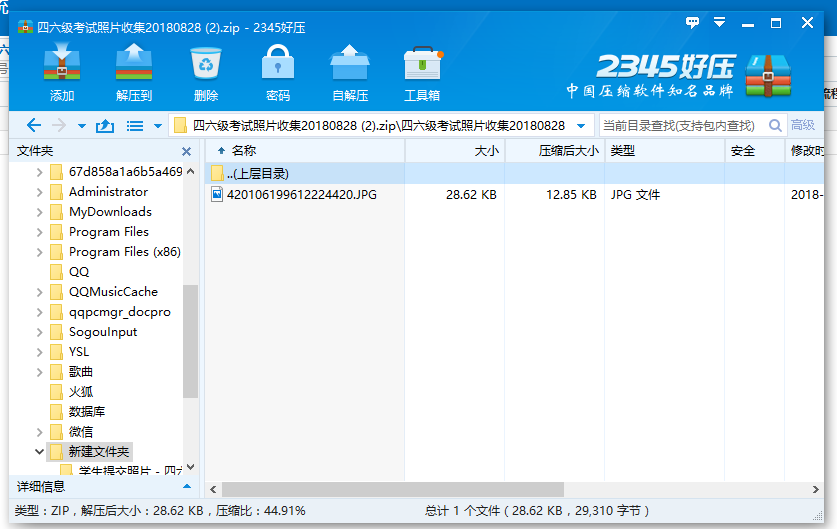 四六级考试照片收集20180828 (2).zip - 2345好压
添加 解压到 删除 密码 自解压 工具箱
2345好压
中国压缩软件知名品牌
四六级考试照片收集20180828 (2).zip\四六级考试照片收集20180828 当前目录查找(支持包内查找) 高级
文件夹 名称 大小 压缩后大小 类型 安全 修改时
67d858a1a6b5a469 ..(上层目录)
Administrator 420106199612224420.JPG 28.62 KB 12.85 KB JPG 文件 2018-
MyDownloads
Program Files
Program Files (x86)
QQ
QQMusicCache
qqpcmgr_docpro
SogouInput
YSL
歌曲
火狐
数据库
微信
新建文件夹
学生提交照片 - 四六
详细信息
类型：ZIP，解压后大小：28.62 KB，压缩比：44.91% 总计 1 个文件 ( 28.62 KB，29,310 字节 )